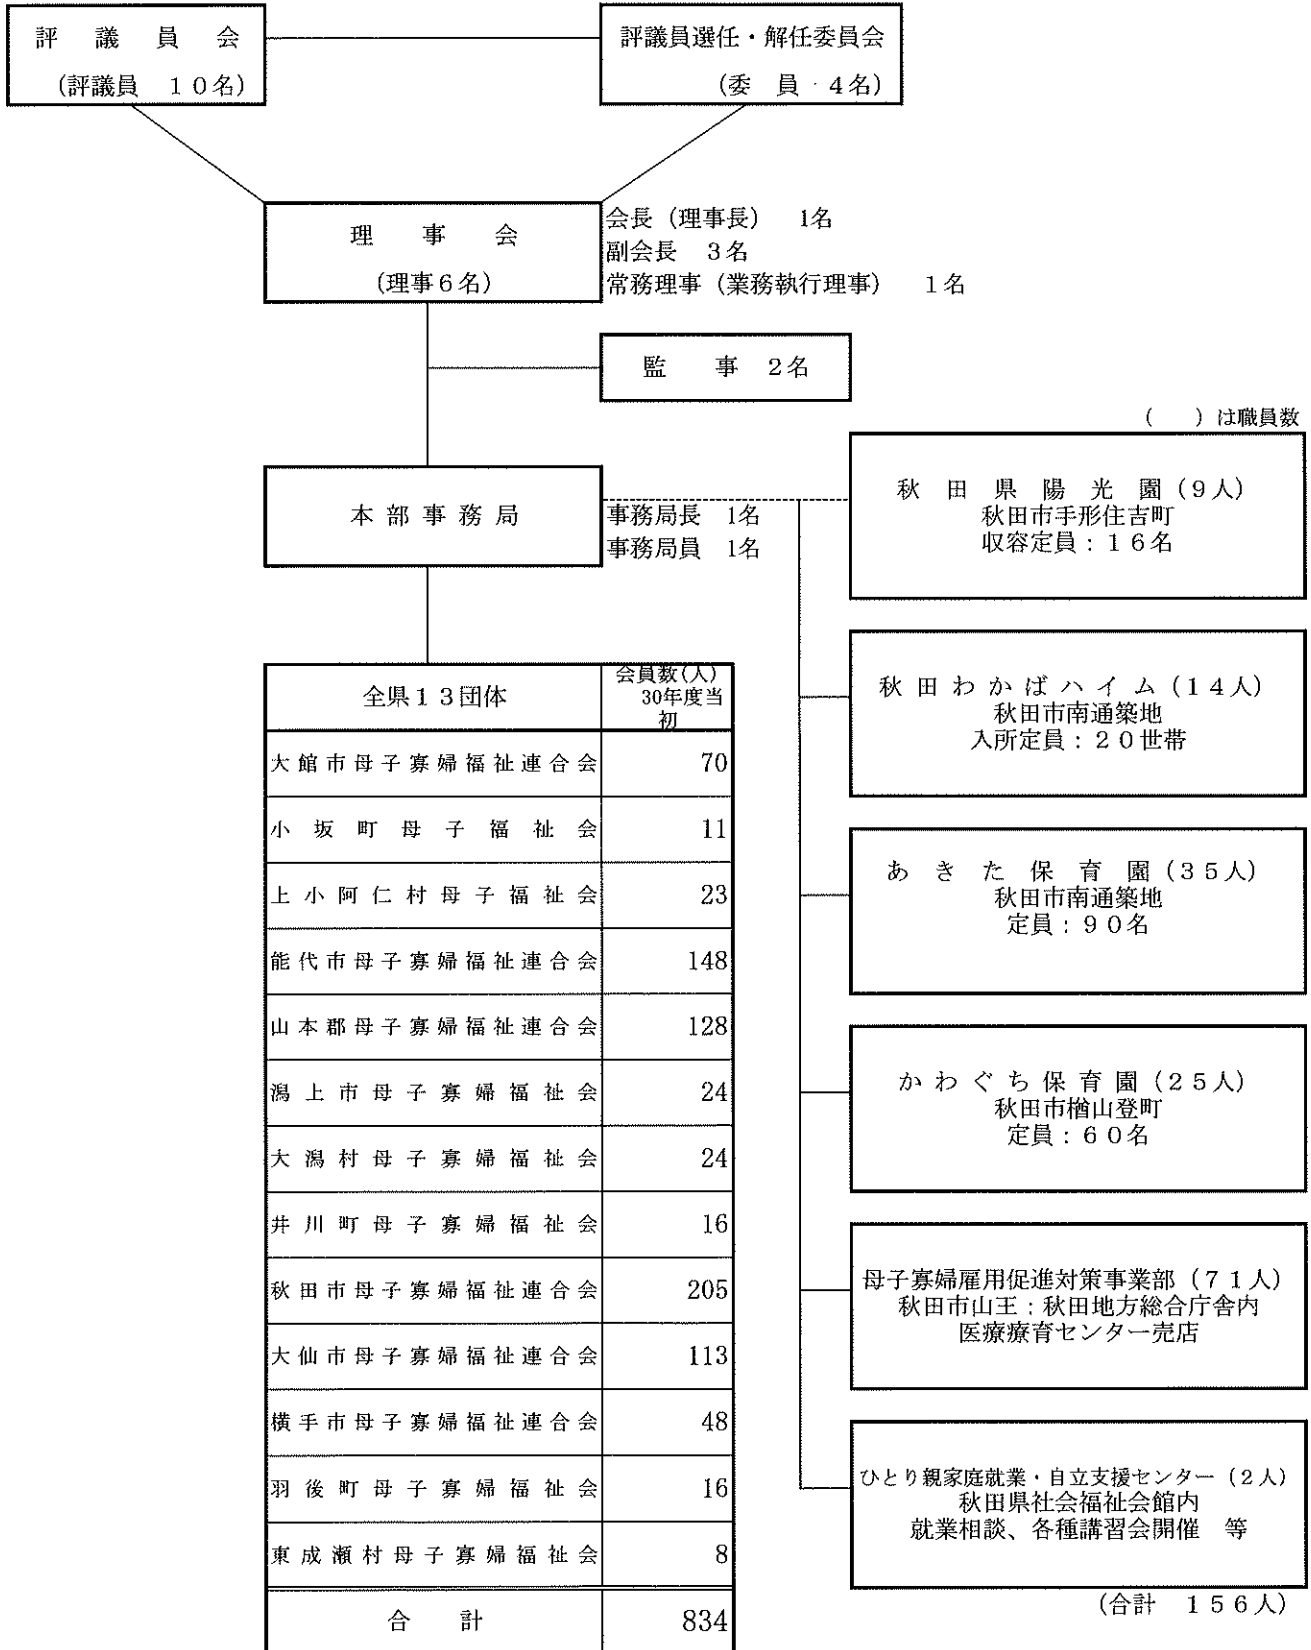 評議員会
(評議員 10名)
評議員選任・解任委員会
(委員 4名)
理事会
(理事6名)
会長(理事長) 1名
副会長 3名
常務理事(業務執行理事) 1名
監事 2名
( )は職員数
本部事務局
事務局長 1名
事務局員 1名
秋田県陽光園(9人)
秋田市手形住吉町
収容定員:16名
秋田わかばハイム(14人)
秋田市南通築地
入所定員:20世帯
あきた保育園(35人)
秋田市南通築地
定員:90名
かわぐち保育園(25人)
秋田市楢山登町
定員:60名
母子寡婦雇用促進対策事業部(71人)
秋田市山王:秋田地方総合庁舎内
医療療育センター売店
ひとり親家庭就業・自立支援センター(2人)
秋田県社会福祉会館内
就業相談、各種講習会開催 等
(合計 156人)
全県13団体 会員数(人)
30年度当
初
大館市母子寡婦福祉連合会 70
小坂町母子福祉会 11
上小阿仁村母子福祉会 23
能代市母子寡婦福祉連合会 148
山本郡母子寡婦福祉連合会 128
潟上市母子寡婦福祉会 24
大潟村母子寡婦福祉会 24
井川町母子寡婦福祉会 16
秋田市母子寡婦福祉連合会 205
大仙市母子寡婦福祉連合会 113
横手市母子寡婦福祉連合会 48
羽後町母子寡婦福祉会 16
東成瀬村母子寡婦福祉会 8
合計 834